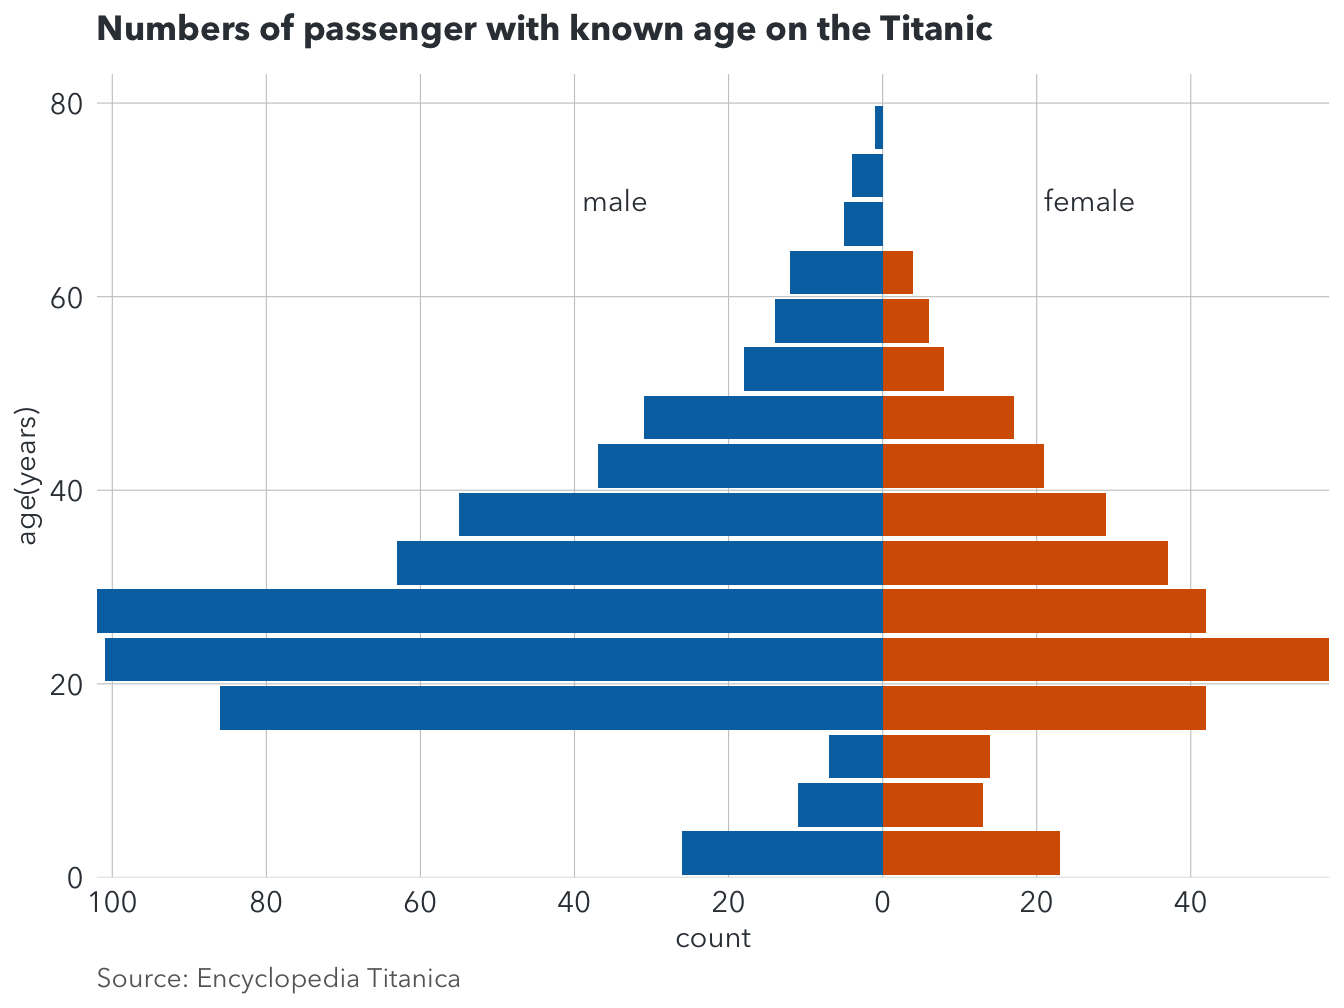 Numbers of passenger with known age on the Titanic
80
male
female
60
age(years)
40
20
0
100 80 60 40 20 0 20 40
count
Source: Encyclopedia Titanica